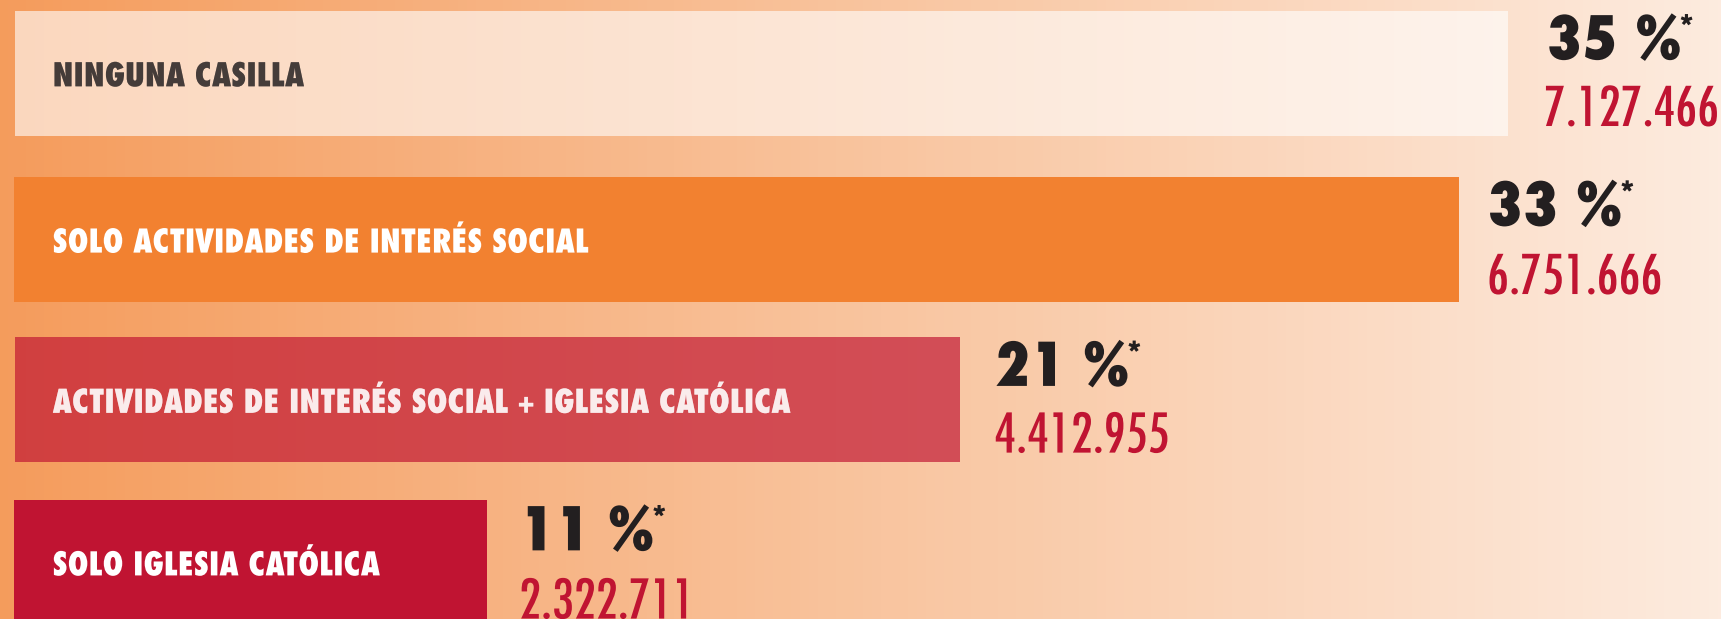 NINGUNA CASILLA
35 %*
7.127.466
SOLO ACTIVIDADES DE INTERÉS SOCIAL
33 %*
6.751.666
ACTIVIDADES DE INTERÉS SOCIAL + IGLESIA CATÓLICA
21 %*
4.412.955
SOLO IGLESIA CATÓLICA
11 %*
2.322.711